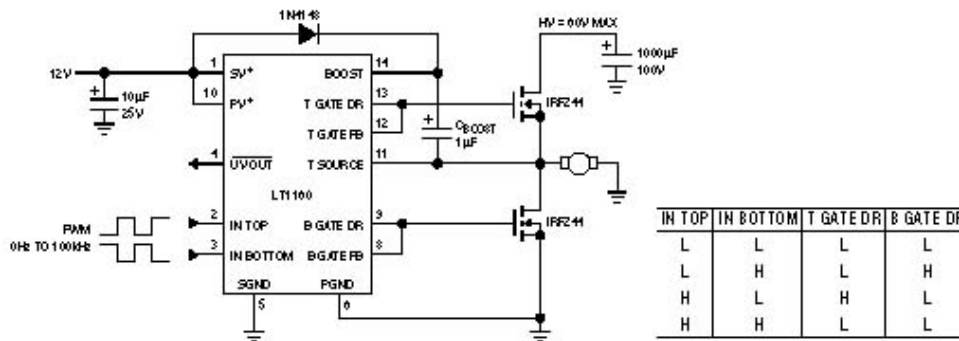 1N4148
HV = 60V MAX
1000µF
100V
12V
10µF
25V
1
SV+
10
PV+
4
UVOUT
2
IN TOP
3
IN BOTTOM
PWM
0Hz TO 100kHz
LT1160
SGND
5
PGND
6
BOOST
14
T GATE DR
13
T GATE FB
12
T SOURCE
11
B GATE DR
9
B GATE FB
8
CBOOST
1µF
IRFZ44
IRFZ44
IN TOP IN BOTTOM T GATE DR B GATE DR
L L L L
L H L H
H L H L
H H L L